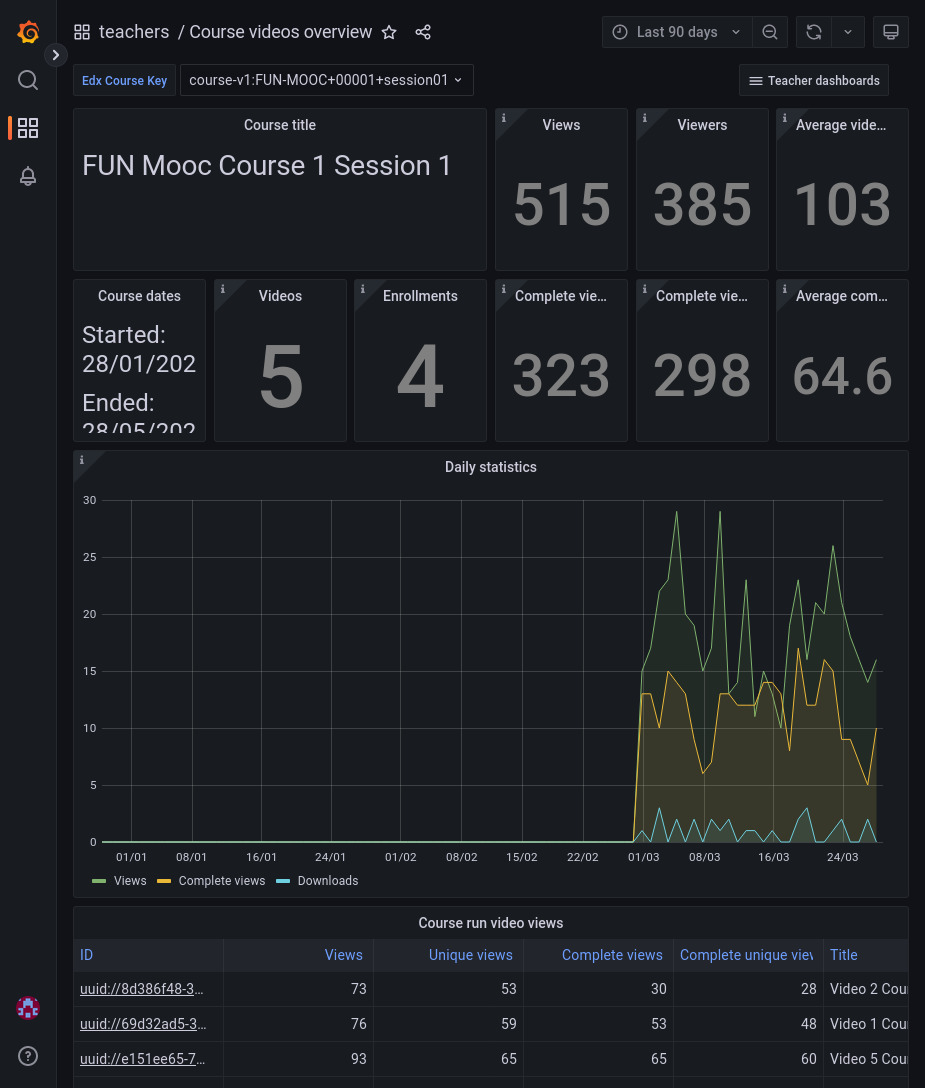 teachers / Course videos overview
Last 90 days
Edx Course Key
course-v1:FUN-MOOC+00001+session01
Teacher dashboards
Course title
FUN Mooc Course 1 Session 1
Views
515
Viewers
385
Average vide...
103
Course dates
Started:
28/01/202
Ended:
28/05/202
Videos
5
Enrollments
4
Complete vie...
323
Complete vie...
298
Average com...
64.6
Daily statistics
30
25
20
15
10
5
0
01/01 08/01 16/01 24/01 01/02 08/02 15/02 22/02 01/03 08/03 16/03 24/03
Views Complete views Downloads
Course run video views
ID Views Unique views Complete views Complete unique viev Title
uuid://8d386f48-3... 73 53 30 28 Video 2 Cou
uuid://69d32ad5-3... 76 59 53 48 Video 1 Cou
uuid://e151ee65-7... 93 65 65 60 Video 5 Cou